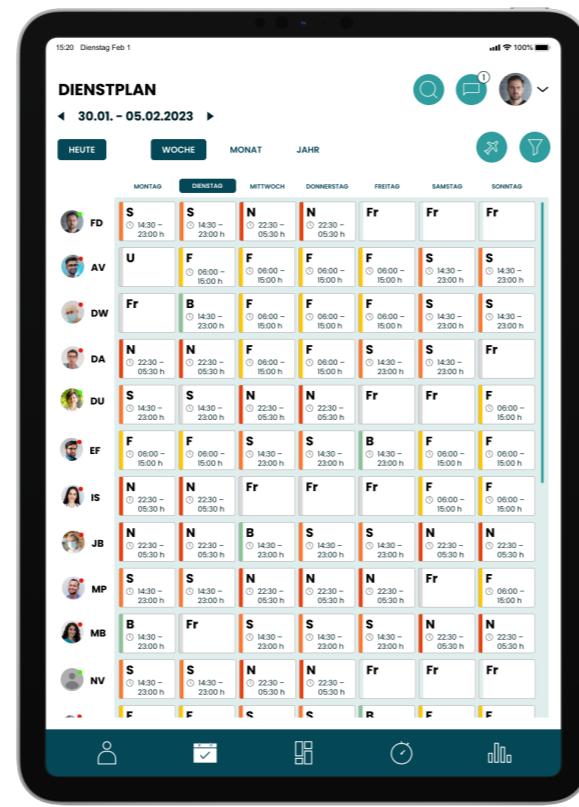 15:20 Dienstag Feb 1
100%
DIENSTPLAN
1
30.01. - 05.02.2023
HEUTE WOCHE MONAT JAHR
MONTAG DIENSTAG MITTWOCH DONNERSTAG FREITAG SAMSTAG SONNTAG
S S N N Fr Fr Fr
FD 14:30 – 14:30 – 22:30 – 22:30 –
23:00 h 23:00 h 05:30 h 05:30 h
U F F F F S S
AV 06:00 – 06:00 – 06:00 – 06:00 – 14:30 – 14:30 –
15:00 h 15:00 h 15:00 h 15:00 h 23:00 h 23:00 h
Fr B F F F S S
DW 14:30 – 06:00 – 06:00 – 06:00 – 14:30 – 14:30 –
23:00 h 15:00 h 15:00 h 15:00 h 23:00 h 23:00 h
N N F F S S Fr
DA 22:30 – 22:30 – 06:00 – 06:00 – 14:30 – 14:30 –
05:30 h 05:30 h 15:00 h 15:00 h 23:00 h 23:00 h
S S N N Fr Fr F
DU 14:30 – 14:30 – 22:30 – 22:30 – 06:00 –
23:00 h 23:00 h 05:30 h 05:30 h 15:00 h
F F S S B F F
EF 06:00 – 06:00 – 14:30 – 14:30 – 14:30 – 06:00 – 06:00 –
15:00 h 15:00 h 23:00 h 23:00 h 23:00 h 15:00 h 15:00 h
N N Fr Fr Fr F F
IS 22:30 – 22:30 – 06:00 – 06:00 –
05:30 h 05:30 h 15:00 h 15:00 h
N N B S S N N
JB 22:30 – 22:30 – 14:30 – 14:30 – 14:30 – 22:30 – 22:30 –
05:30 h 05:30 h 23:00 h 23:00 h 23:00 h 05:30 h 05:30 h
S S N N N Fr F
MP 14:30 – 14:30 – 22:30 – 22:30 – 22:30 – 06:00 –
23:00 h 23:00 h 05:30 h 05:30 h 05:30 h 15:00 h
B Fr S S S N N
MB 14:30 – 14:30 – 14:30 – 14:30 – 22:30 – 22:30 –
23:00 h 23:00 h 23:00 h 23:00 h 05:30 h 05:30 h
S S N N Fr Fr Fr
NV 14:30 – 14:30 – 22:30 – 22:30 –
23:00 h 23:00 h 05:30 h 05:30 h
F F S S B F F